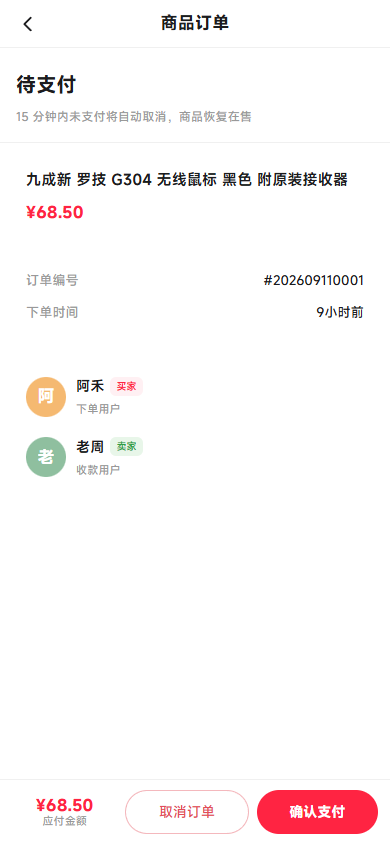 商品订单
待支付
15 分钟内未支付将自动取消，商品恢复在售
九成新 罗技 G304 无线鼠标 黑色 附原装接收器
¥68.50
订单编号 #202609110001
下单时间 9小时前
阿 阿禾 买家
下单用户
老 老周 卖家
收款用户
¥68.50
应付金额
取消订单 确认支付